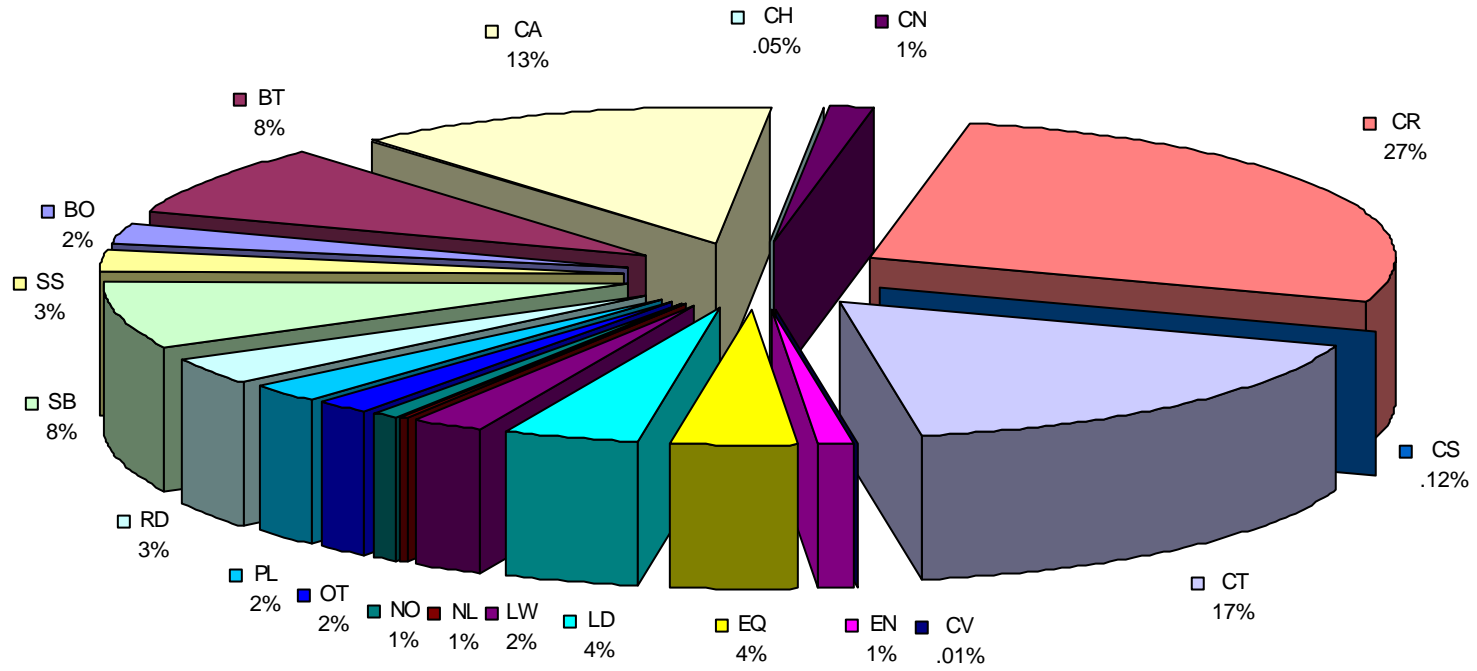 CA
13%
CH
.05%
CN
1%
CR
27%
CS
.12%
CT
17%
CV
.01%
EN
1%
EQ
4%
LD
4%
LW
2%
NL
1%
NO
1%
OT
2%
PL
2%
RD
3%
SB
8%
SS
3%
BO
2%
BT
8%